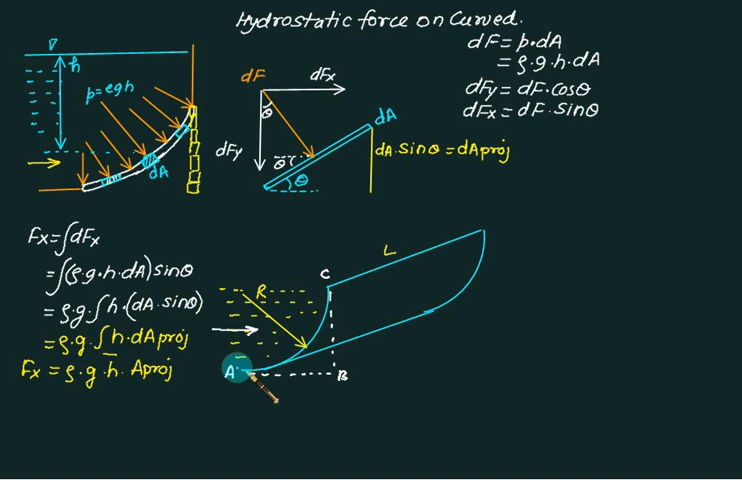 Hydrostatic force on Curved.
h
p=ρgh
dA
dF
dFx
θ
dFy
dA
θ
dA·sinθ=dAproj
dF = p·dA
= ρ·g·h·dA
dFy = dF·cosθ
dFx = dF·sinθ
Fx=∫dFx
=∫(ρ·g·h·dA)sinθ
= ρ·g·∫h·(dA·sinθ)
= ρ·g·∫h·dAproj
Fx = ρ·g·h̄·Aproj
C
L
R
A
B